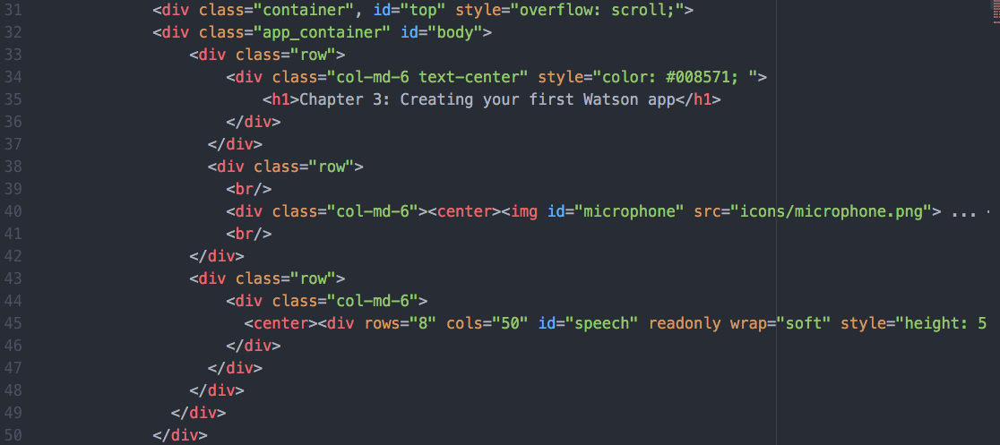 31 <div class="container", id="top" style="overflow: scroll;">
32 <div class="app_container" id="body">
33 <div class="row">
34 <div class="col-md-6 text-center" style="color: #008571; ">
35 <h1>Chapter 3: Creating your first Watson app</h1>
36 </div>
37 </div>
38 <div class="row">
39 <br/>
40 <div class="col-md-6"><center><img id="microphone" src="icons/microphone.png"> ...
41 <br/>
42 </div>
43 <div class="row">
44 <div class="col-md-6">
45 <center><div rows="8" cols="50" id="speech" readonly wrap="soft" style="height: 5
46 </div>
47 </div>
48 </div>
49 </div>
50 </div>